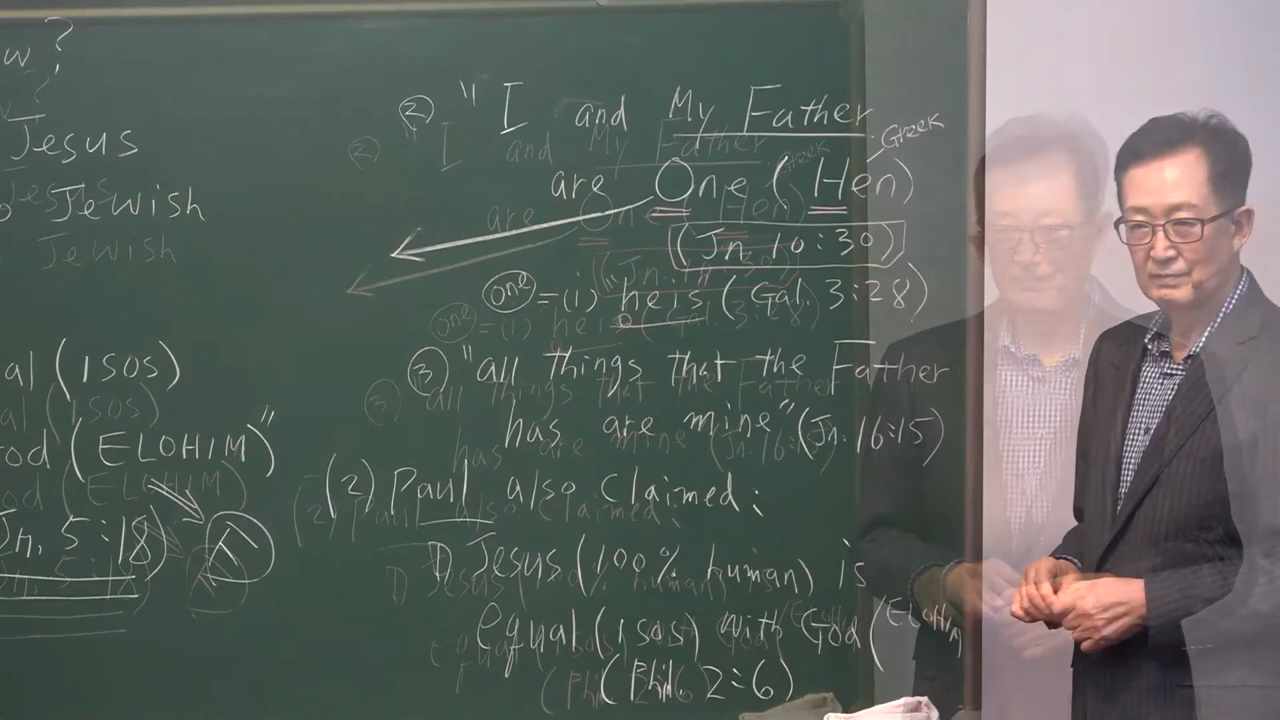 w?
Jesus
Jewish
al (isos)
od (ELOHIM)"
Jn. 5:18)
② "I and My Father
are One (Hen)
Greek
(Jn. 10:30)
one = (1) heis (Gal. 3:28)
③ "all things that the Father
has are mine" (Jn. 16:15)
(2) Paul also claimed:
1) Jesus (100% human) is
equal (isos) with God (ELOHIM
(Phil. 2:6)